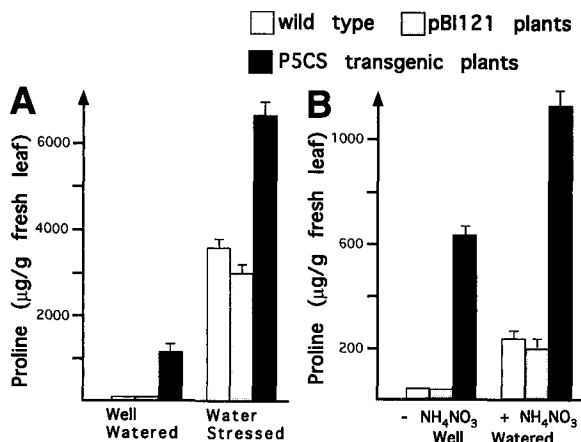 wild type pBI121 plants
P5CS transgenic plants
A
Proline (μg/g fresh leaf)
6000
4000
2000
Well Watered
Water Stressed
B
Proline (μg/g fresh leaf)
1000
600
200
- NH₄NO₃ + NH₄NO₃
Well Watered